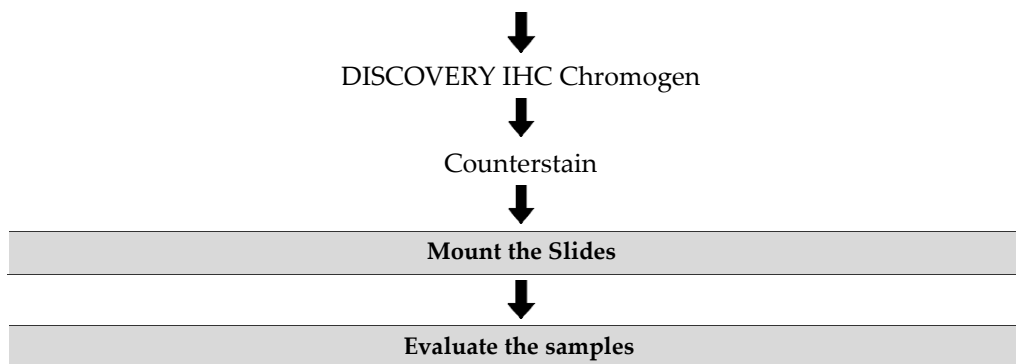 DISCOVERY IHC Chromogen
Counterstain
Mount the Slides
Evaluate the samples